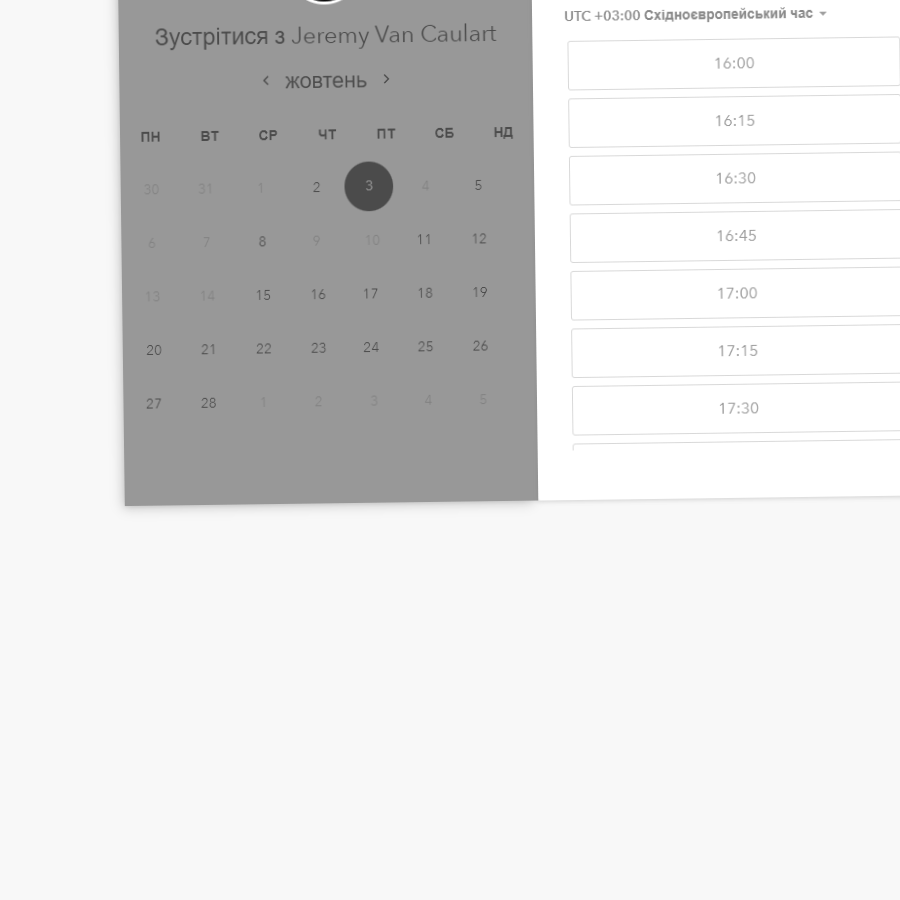 Зустрітися з Jeremy Van Caulart
жовтень
ПН ВТ СР ЧТ ПТ СБ НД
30 31 1 2 3 4 5
6 7 8 9 10 11 12
13 14 15 16 17 18 19
20 21 22 23 24 25 26
27 28 1 2 3 4 5
UTC +03:00 Східноєвропейський час
16:00
16:15
16:30
16:45
17:00
17:15
17:30